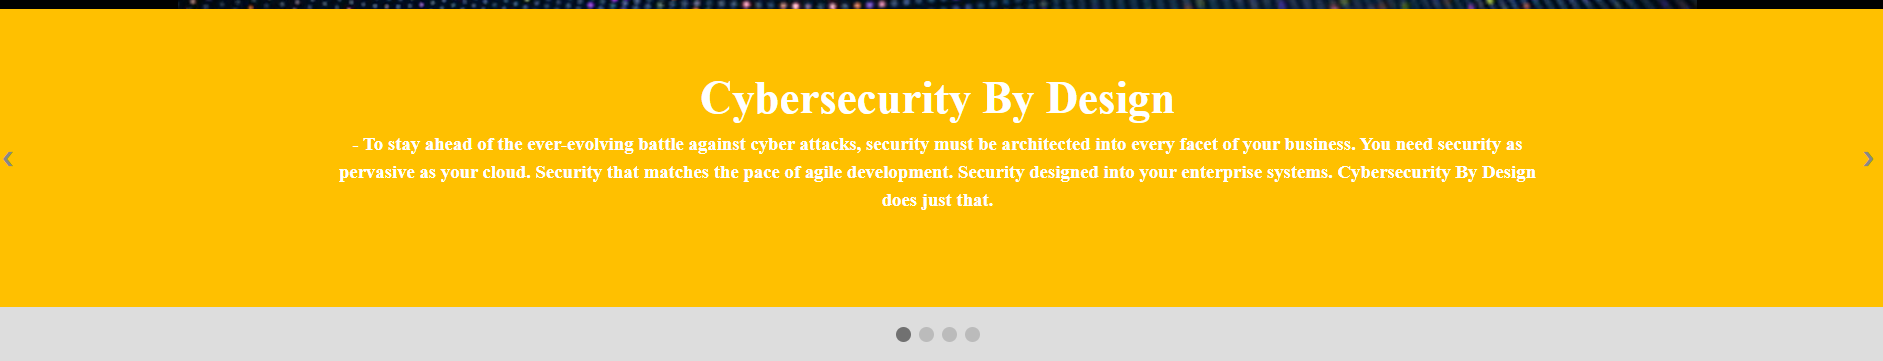 Cybersecurity By Design
- To stay ahead of the ever-evolving battle against cyber attacks, security must be architected into every facet of your business. You need security as
pervasive as your cloud. Security that matches the pace of agile development. Security designed into your enterprise systems. Cybersecurity By Design
does just that.